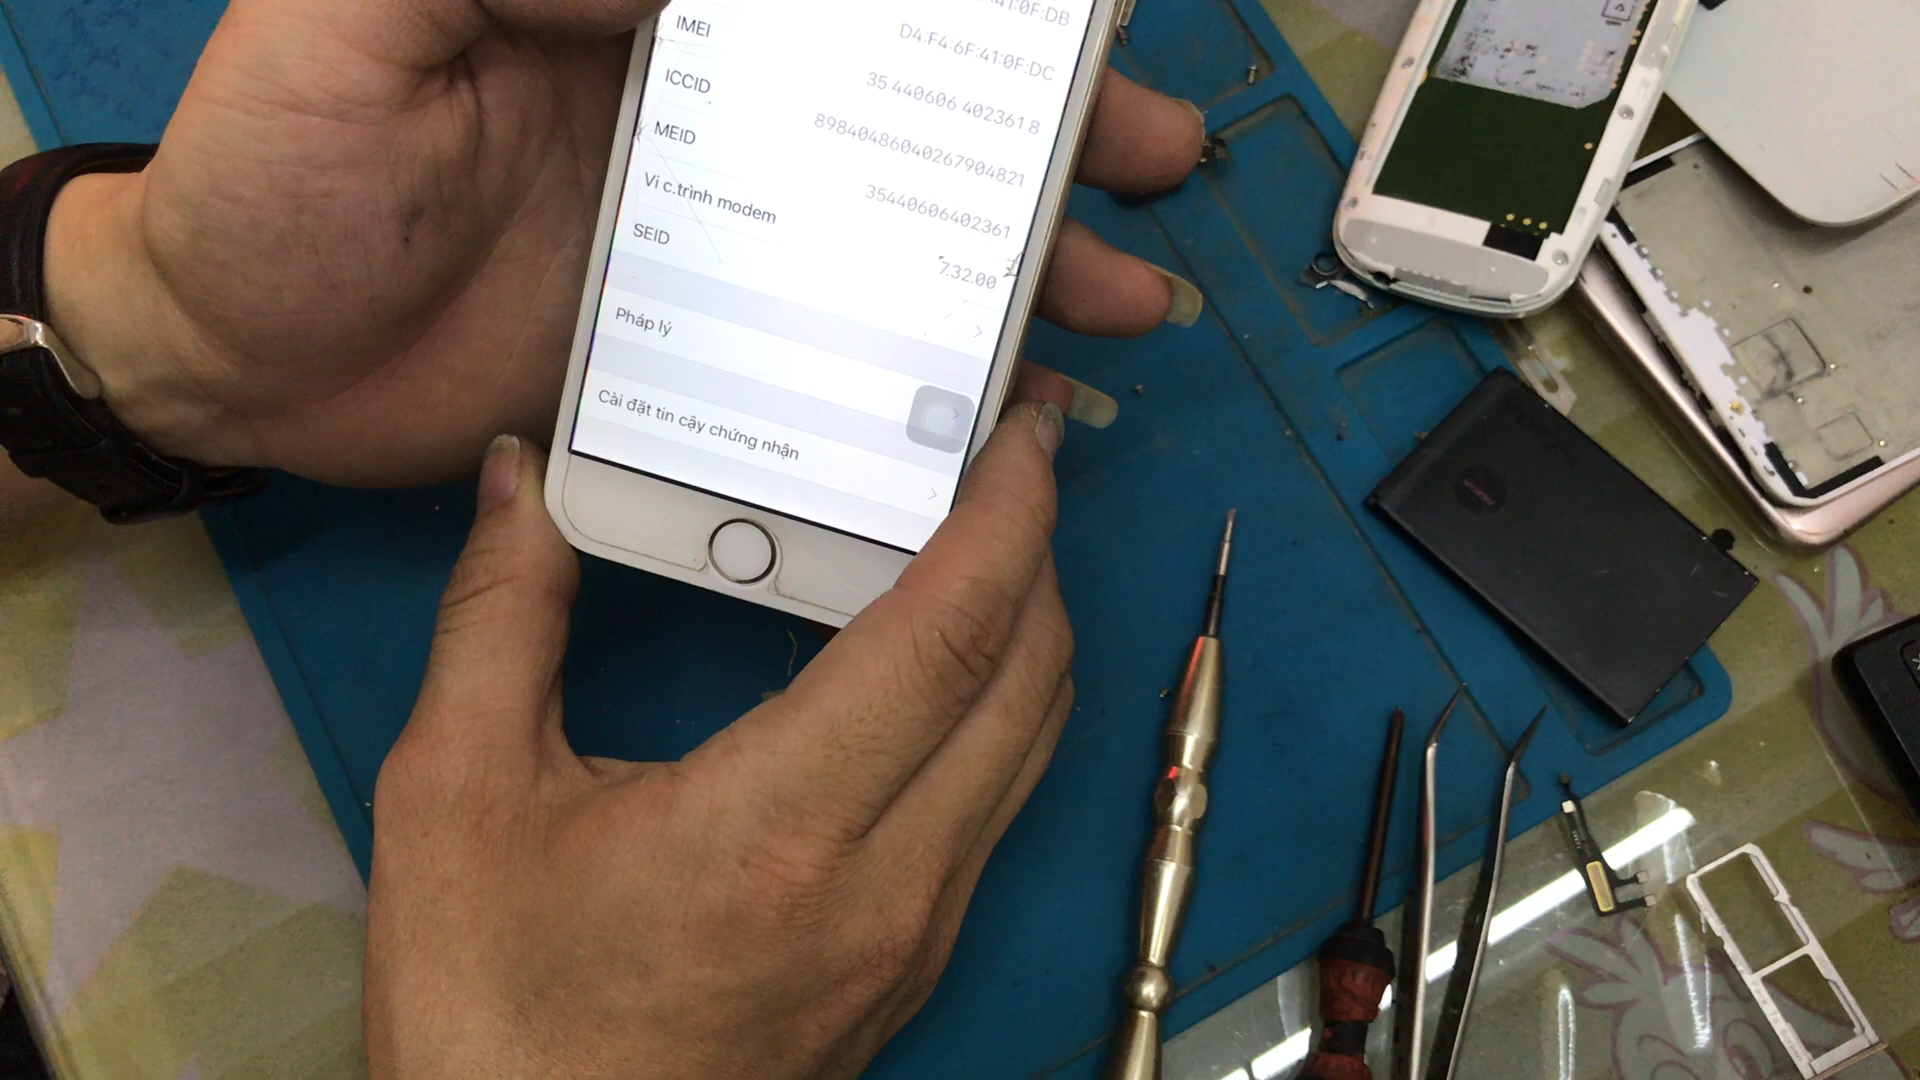 41:0F:DB
D4:F4:6F:41:0F:DC
IMEI
35 440606 402361 8
ICCID
89840486040267904821
MEID
35440606402361
Vi c.trình modem
7.32.00
SEID
Pháp lý
Cài đặt tin cậy chứng nhận
NOKIA